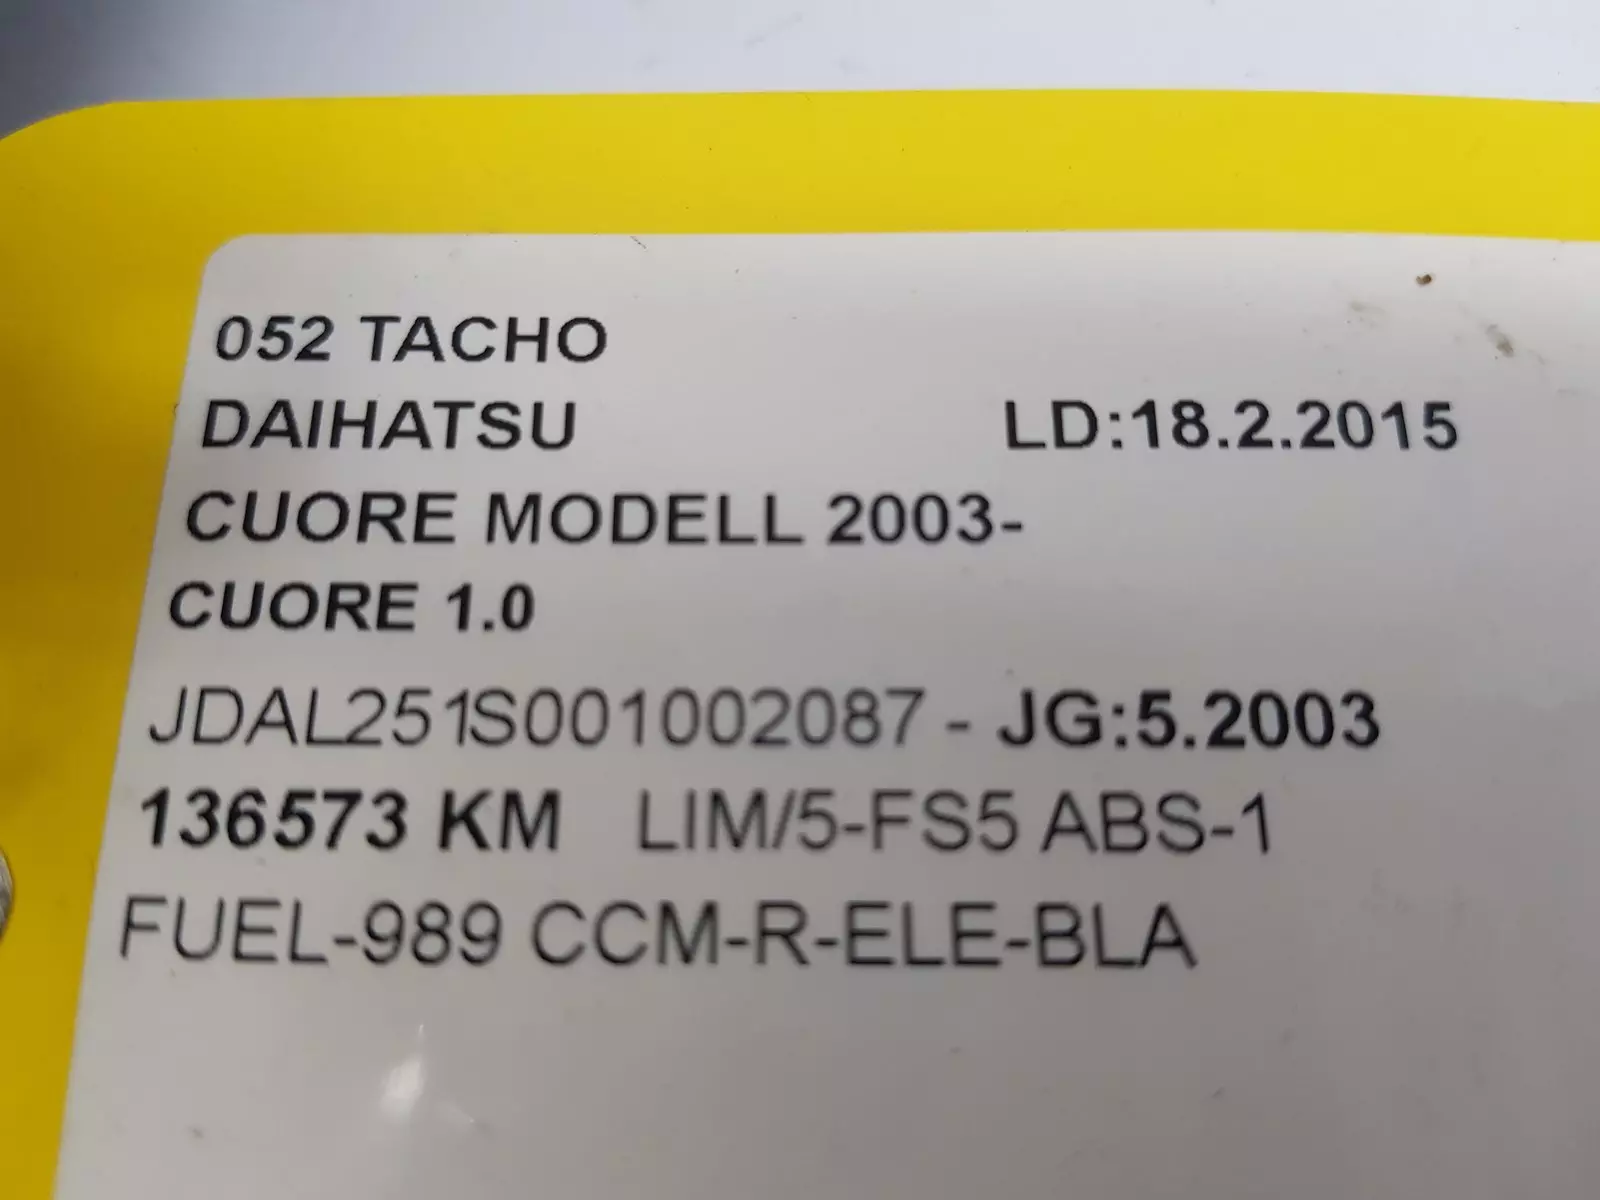 052 TACHO
DAIHATSU LD:18.2.2015
CUORE MODELL 2003-
CUORE 1.0
JDAL251S001002087 - JG:5.2003
136573 KM LIM/5-FS5 ABS-1
FUEL-989 CCM-R-ELE-BLA